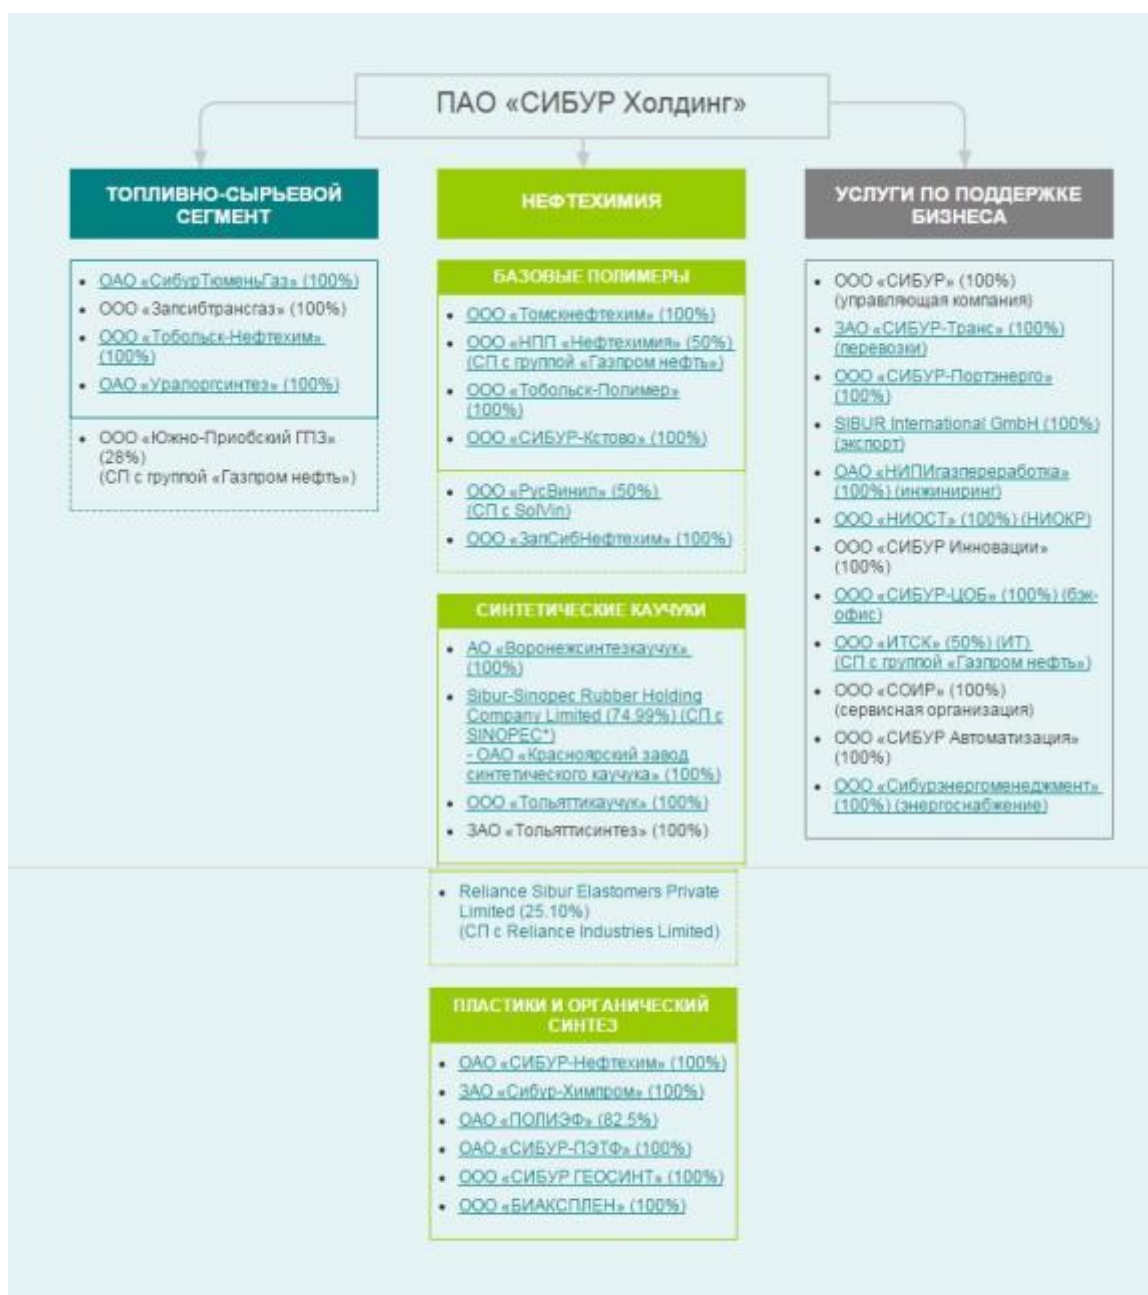 ПАО «СИБУР Холдинг»
ТОПЛИВНО-СЫРЬЕВОЙ
СЕГМЕНТ
ОАО «СибурТюменьГаз» (100%)
ООО «Запсибтрансгаз» (100%)
ООО «Тобольск-Нефтехим»
(100%)
ОАО «Уралоргсинтез» (100%)
ООО «Южно-Приобский ГПЗ»
(28%)
(СП с группой «Газпром нефть»)
НЕФТЕХИМИЯ
БАЗОВЫЕ ПОЛИМЕРЫ
ООО «Томскнефтехим» (100%)
ООО «НПП «Нефтехимия» (50%)
(СП с группой «Газпром нефть»)
ООО «Тобольск-Полимер»
(100%)
ООО «СИБУР-Кстово» (100%)
ООО «РусВинил» (50%)
(СП с SolVin)
ООО «ЗапСибНефтехим» (100%)
СИНТЕТИЧЕСКИЕ КАУЧУКИ
АО «Воронежсинтезкаучук»
(100%)
Sibur-Sinopec Rubber Holding
Company Limited (74.99%) (СП с
SINOPEC*)
- ОАО «Красноярский завод
синтетического каучука» (100%)
ООО «Тольяттикаучук» (100%)
ЗАО «Тольяттисинтез» (100%)
Reliance Sibur Elastomers Private
Limited (25.10%)
(СП с Reliance Industries Limited)
ПЛАСТИКИ И ОРГАНИЧЕСКИЙ
СИНТЕЗ
ОАО «СИБУР-Нефтехим» (100%)
ЗАО «Сибур-Химпром» (100%)
ОАО «ПОЛИЭФ» (82.5%)
ОАО «СИБУР-ПЭТФ» (100%)
ООО «СИБУР ГЕОСИНТ» (100%)
ООО «БИАКСПЛЕН» (100%)
УСЛУГИ ПО ПОДДЕРЖКЕ
БИЗНЕСА
ООО «СИБУР» (100%)
(управляющая компания)
ЗАО «СИБУР-Транс» (100%)
(перевозки)
ООО «СИБУР-Портэнерго»
(100%)
SIBUR International GmbH (100%)
(экспорт)
ОАО «НИПИгазпереработка»
(100%) (инжиниринг)
ООО «НИОСТ» (100%) (НИОКР)
ООО «СИБУР Инновации»
(100%)
ООО «СИБУР-ЦОБ» (100%) (бэк-
офис)
ООО «ИТСК» (50%) (ИТ)
(СП с группой «Газпром нефть»)
ООО «СОИР» (100%)
(сервисная организация)
ООО «СИБУР Автоматизация»
(100%)
ООО «Сибурэнергоменеджмент»
(100%) (энергоснабжение)